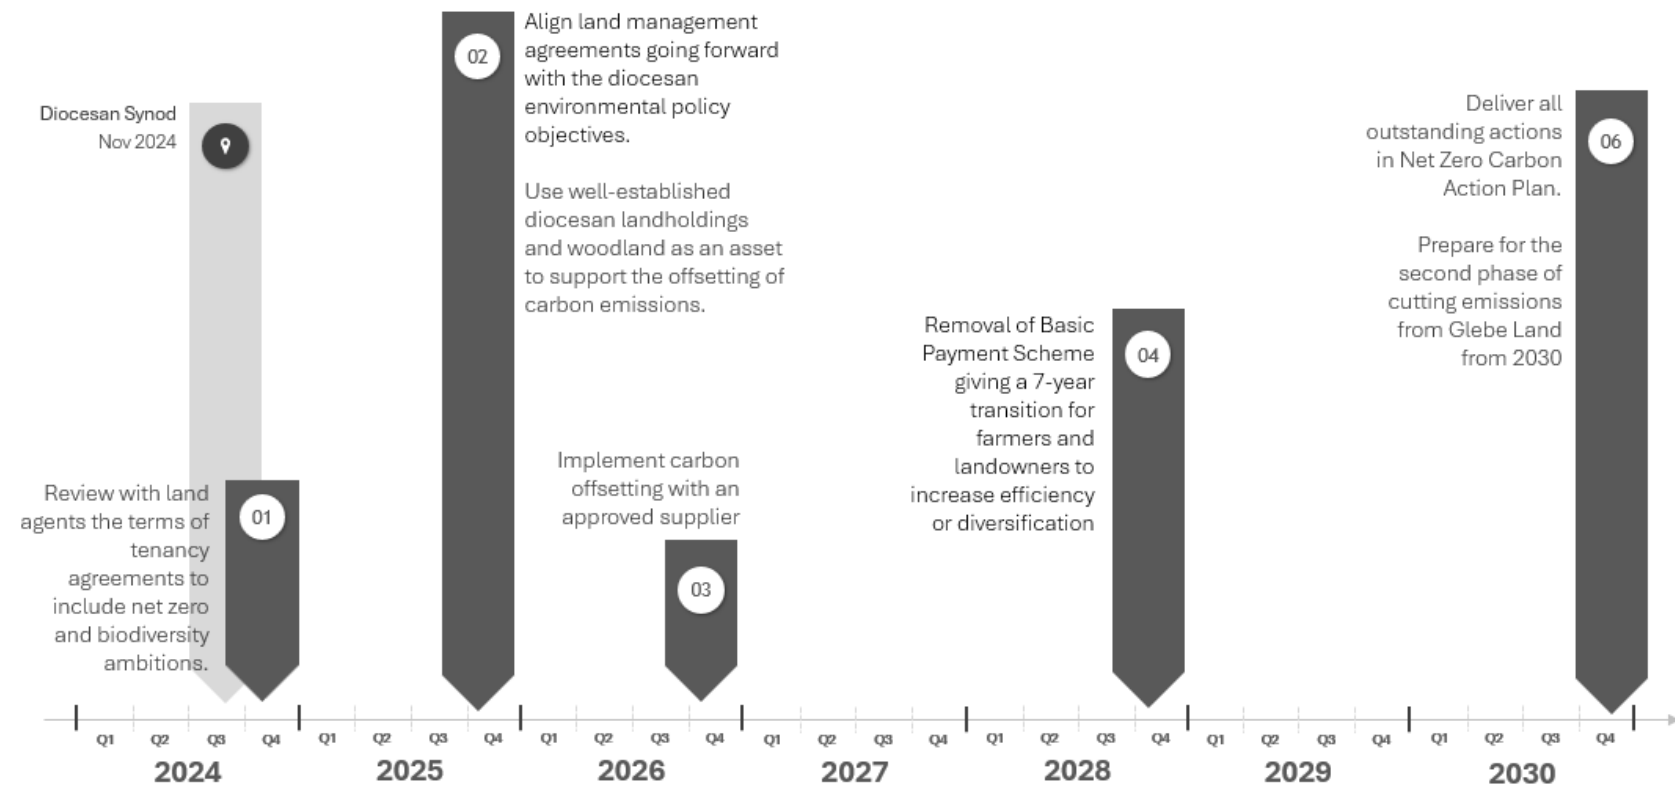 Diocesan Synod
Nov 2024
Review with land
agents the terms of
tenancy
agreements to
include net zero
and biodiversity
ambitions.
01
02
Align land management
agreements going forward
with the diocesan
environmental policy
objectives.
Use well-established
diocesan landholdings
and woodland as an asset
to support the offsetting of
carbon emissions.
Implement carbon
offsetting with an
approved supplier
03
Removal of Basic
Payment Scheme
giving a 7-year
transition for
farmers and
landowners to
increase efficiency
or diversification
04
Deliver all
outstanding actions
in Net Zero Carbon
Action Plan.
Prepare for the
second phase of
cutting emissions
from Glebe Land
from 2030
06
Q1 Q2 Q3 Q4 Q1 Q2 Q3 Q4 Q1 Q2 Q3 Q4 Q1 Q2 Q3 Q4 Q1 Q2 Q3 Q4 Q1 Q2 Q3 Q4 Q1 Q2 Q3 Q4
2024 2025 2026 2027 2028 2029 2030